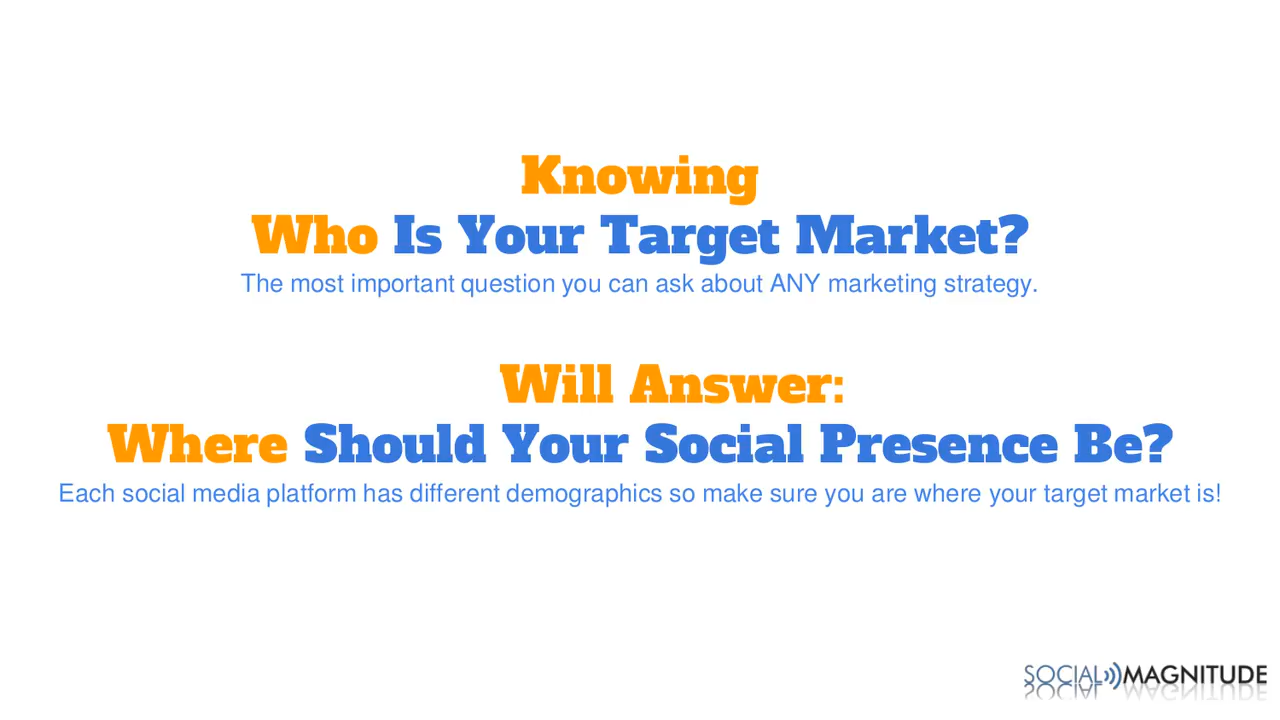 Knowing
Who Is Your Target Market?
The most important question you can ask about ANY marketing strategy.
Will Answer:
Where Should Your Social Presence Be?
Each social media platform has different demographics so make sure you are where your target market is!
SOCIAL MAGNITUDE